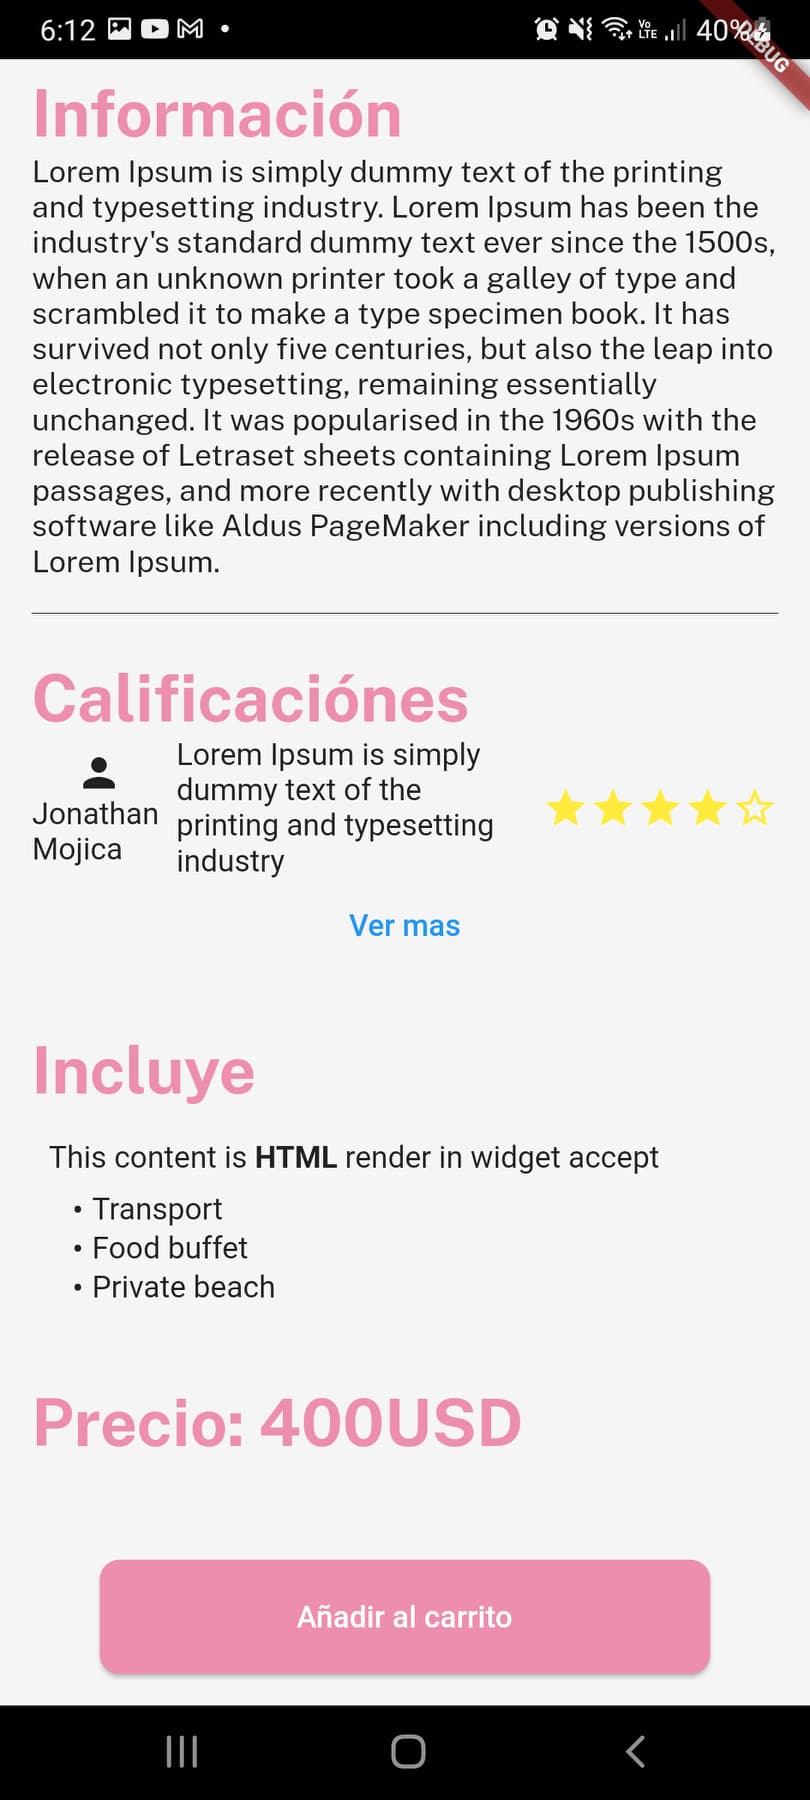 6:12
Vo LTE
40%
DEBUG
Información
Lorem Ipsum is simply dummy text of the printing
and typesetting industry. Lorem Ipsum has been the
industry's standard dummy text ever since the 1500s,
when an unknown printer took a galley of type and
scrambled it to make a type specimen book. It has
survived not only five centuries, but also the leap into
electronic typesetting, remaining essentially
unchanged. It was popularised in the 1960s with the
release of Letraset sheets containing Lorem Ipsum
passages, and more recently with desktop publishing
software like Aldus PageMaker including versions of
Lorem Ipsum.
Calificaciónes
Jonathan
Mojica
Lorem Ipsum is simply
dummy text of the
printing and typesetting
industry
Ver mas
Incluye
This content is HTML render in widget accept
• Transport
• Food buffet
• Private beach
Precio: 400USD
Añadir al carrito